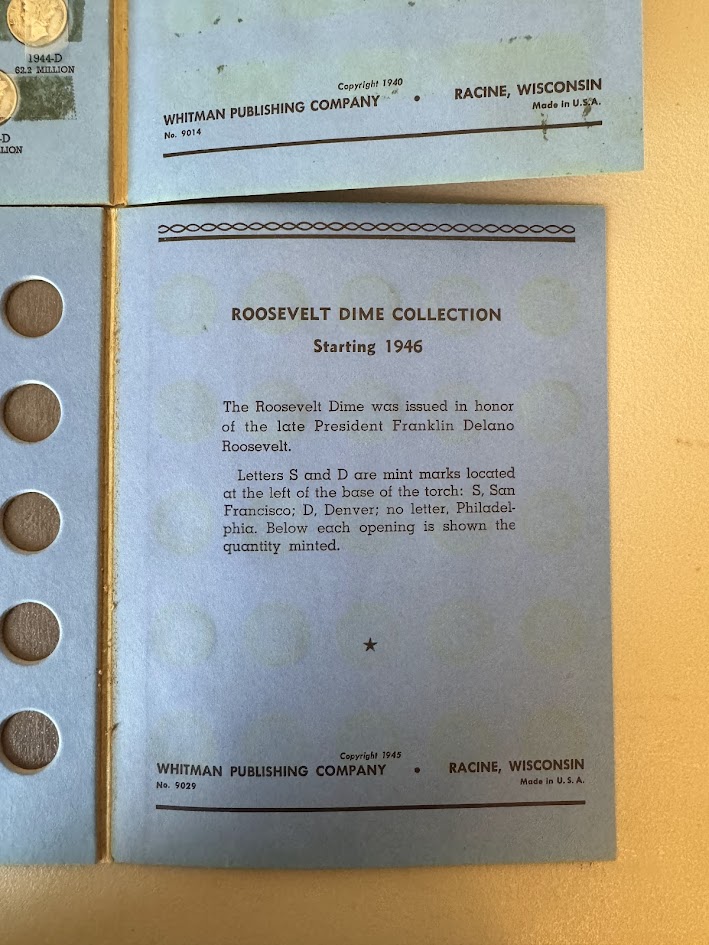 1944-D
62.2 MILLION
-D
LION
Copyright 1940
WHITMAN PUBLISHING COMPANY • RACINE, WISCONSIN
No. 9014
Made in U.S.A.
ROOSEVELT DIME COLLECTION
Starting 1946
The Roosevelt Dime was issued in honor
of the late President Franklin Delano
Roosevelt.
Letters S and D are mint marks located
at the left of the base of the torch: S, San
Francisco; D, Denver; no letter, Philadel-
phia. Below each opening is shown the
quantity minted.
Copyright 1945
WHITMAN PUBLISHING COMPANY • RACINE, WISCONSIN
No. 9029
Made in U. S. A.